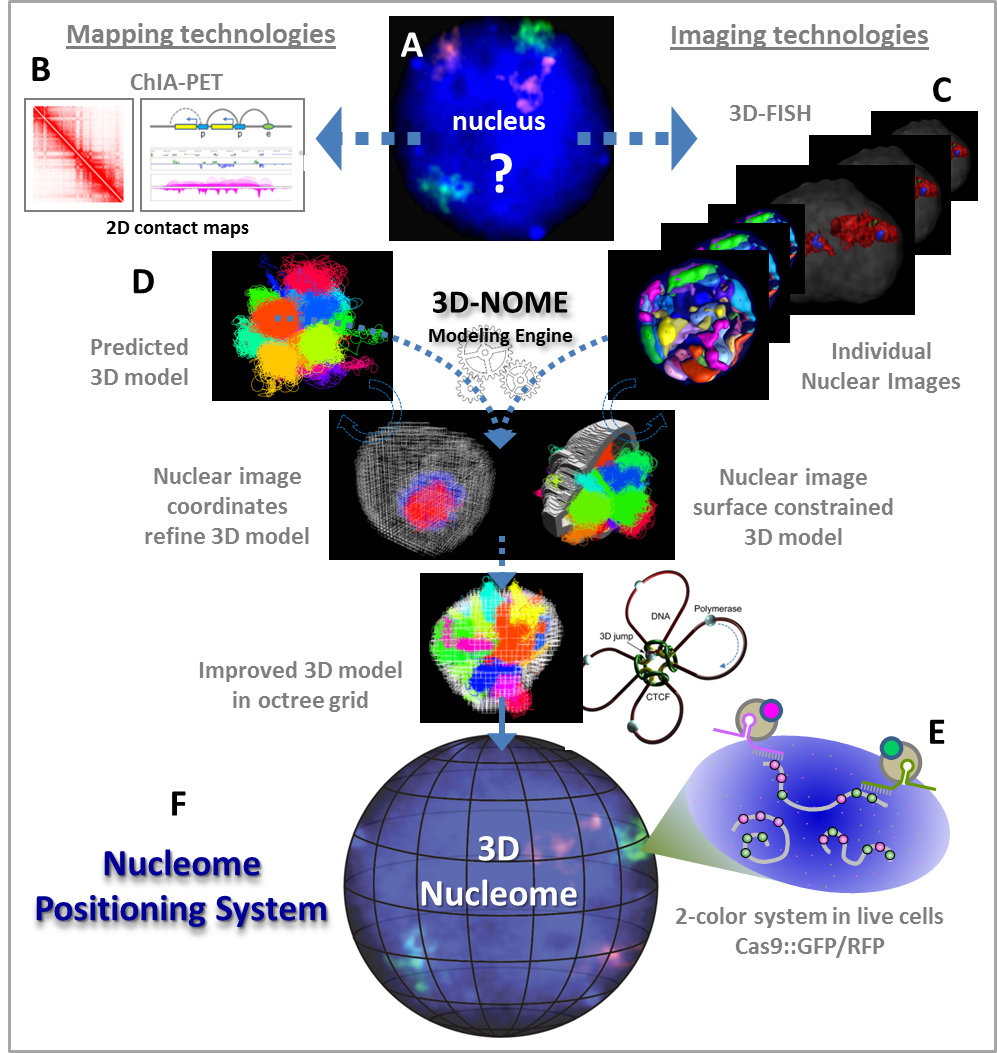 Mapping technologies
A
Imaging technologies
B
ChIA-PET
C
3D-FISH
nucleus
?
p
p
e
2D contact maps
D
3D-NOME
Modeling Engine
Predicted
3D model
Individual
Nuclear Images
Nuclear image
coordinates
refine 3D model
Nuclear image
surface constrained
3D model
DNA
Polymerase
3D jump
CTCF
Improved 3D model
in octree grid
E
F
3D
Nucleome
Nucleome
Positioning System
2-color system in live cells
Cas9::GFP/RFP